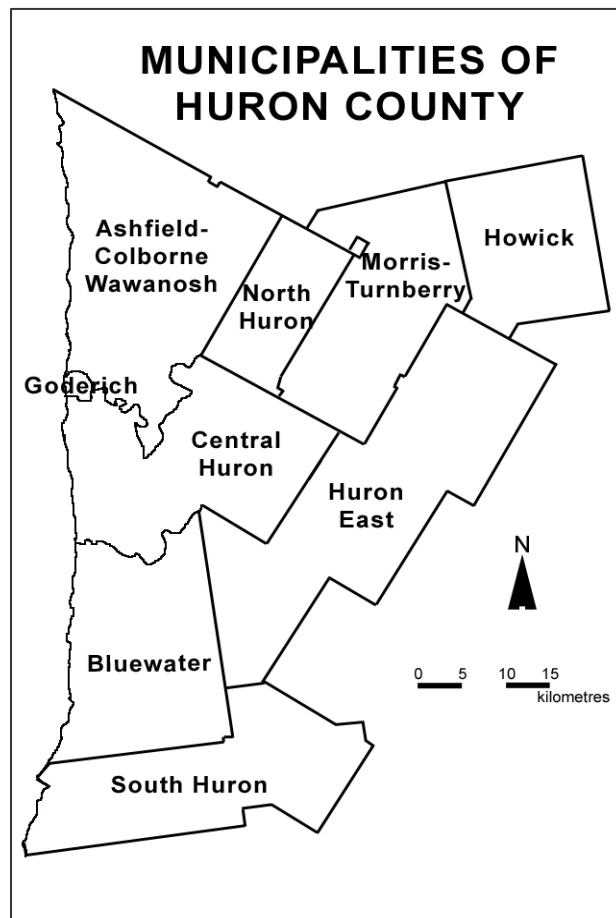 MUNICIPALITIES OF
HURON COUNTY
Ashfield-
Colborne
Wawanosh
North
Huron
Morris-
Turnberry
Howick
Goderich
Central
Huron
Huron
East
N
Bluewater
0 5 10 15
kilometres
South Huron